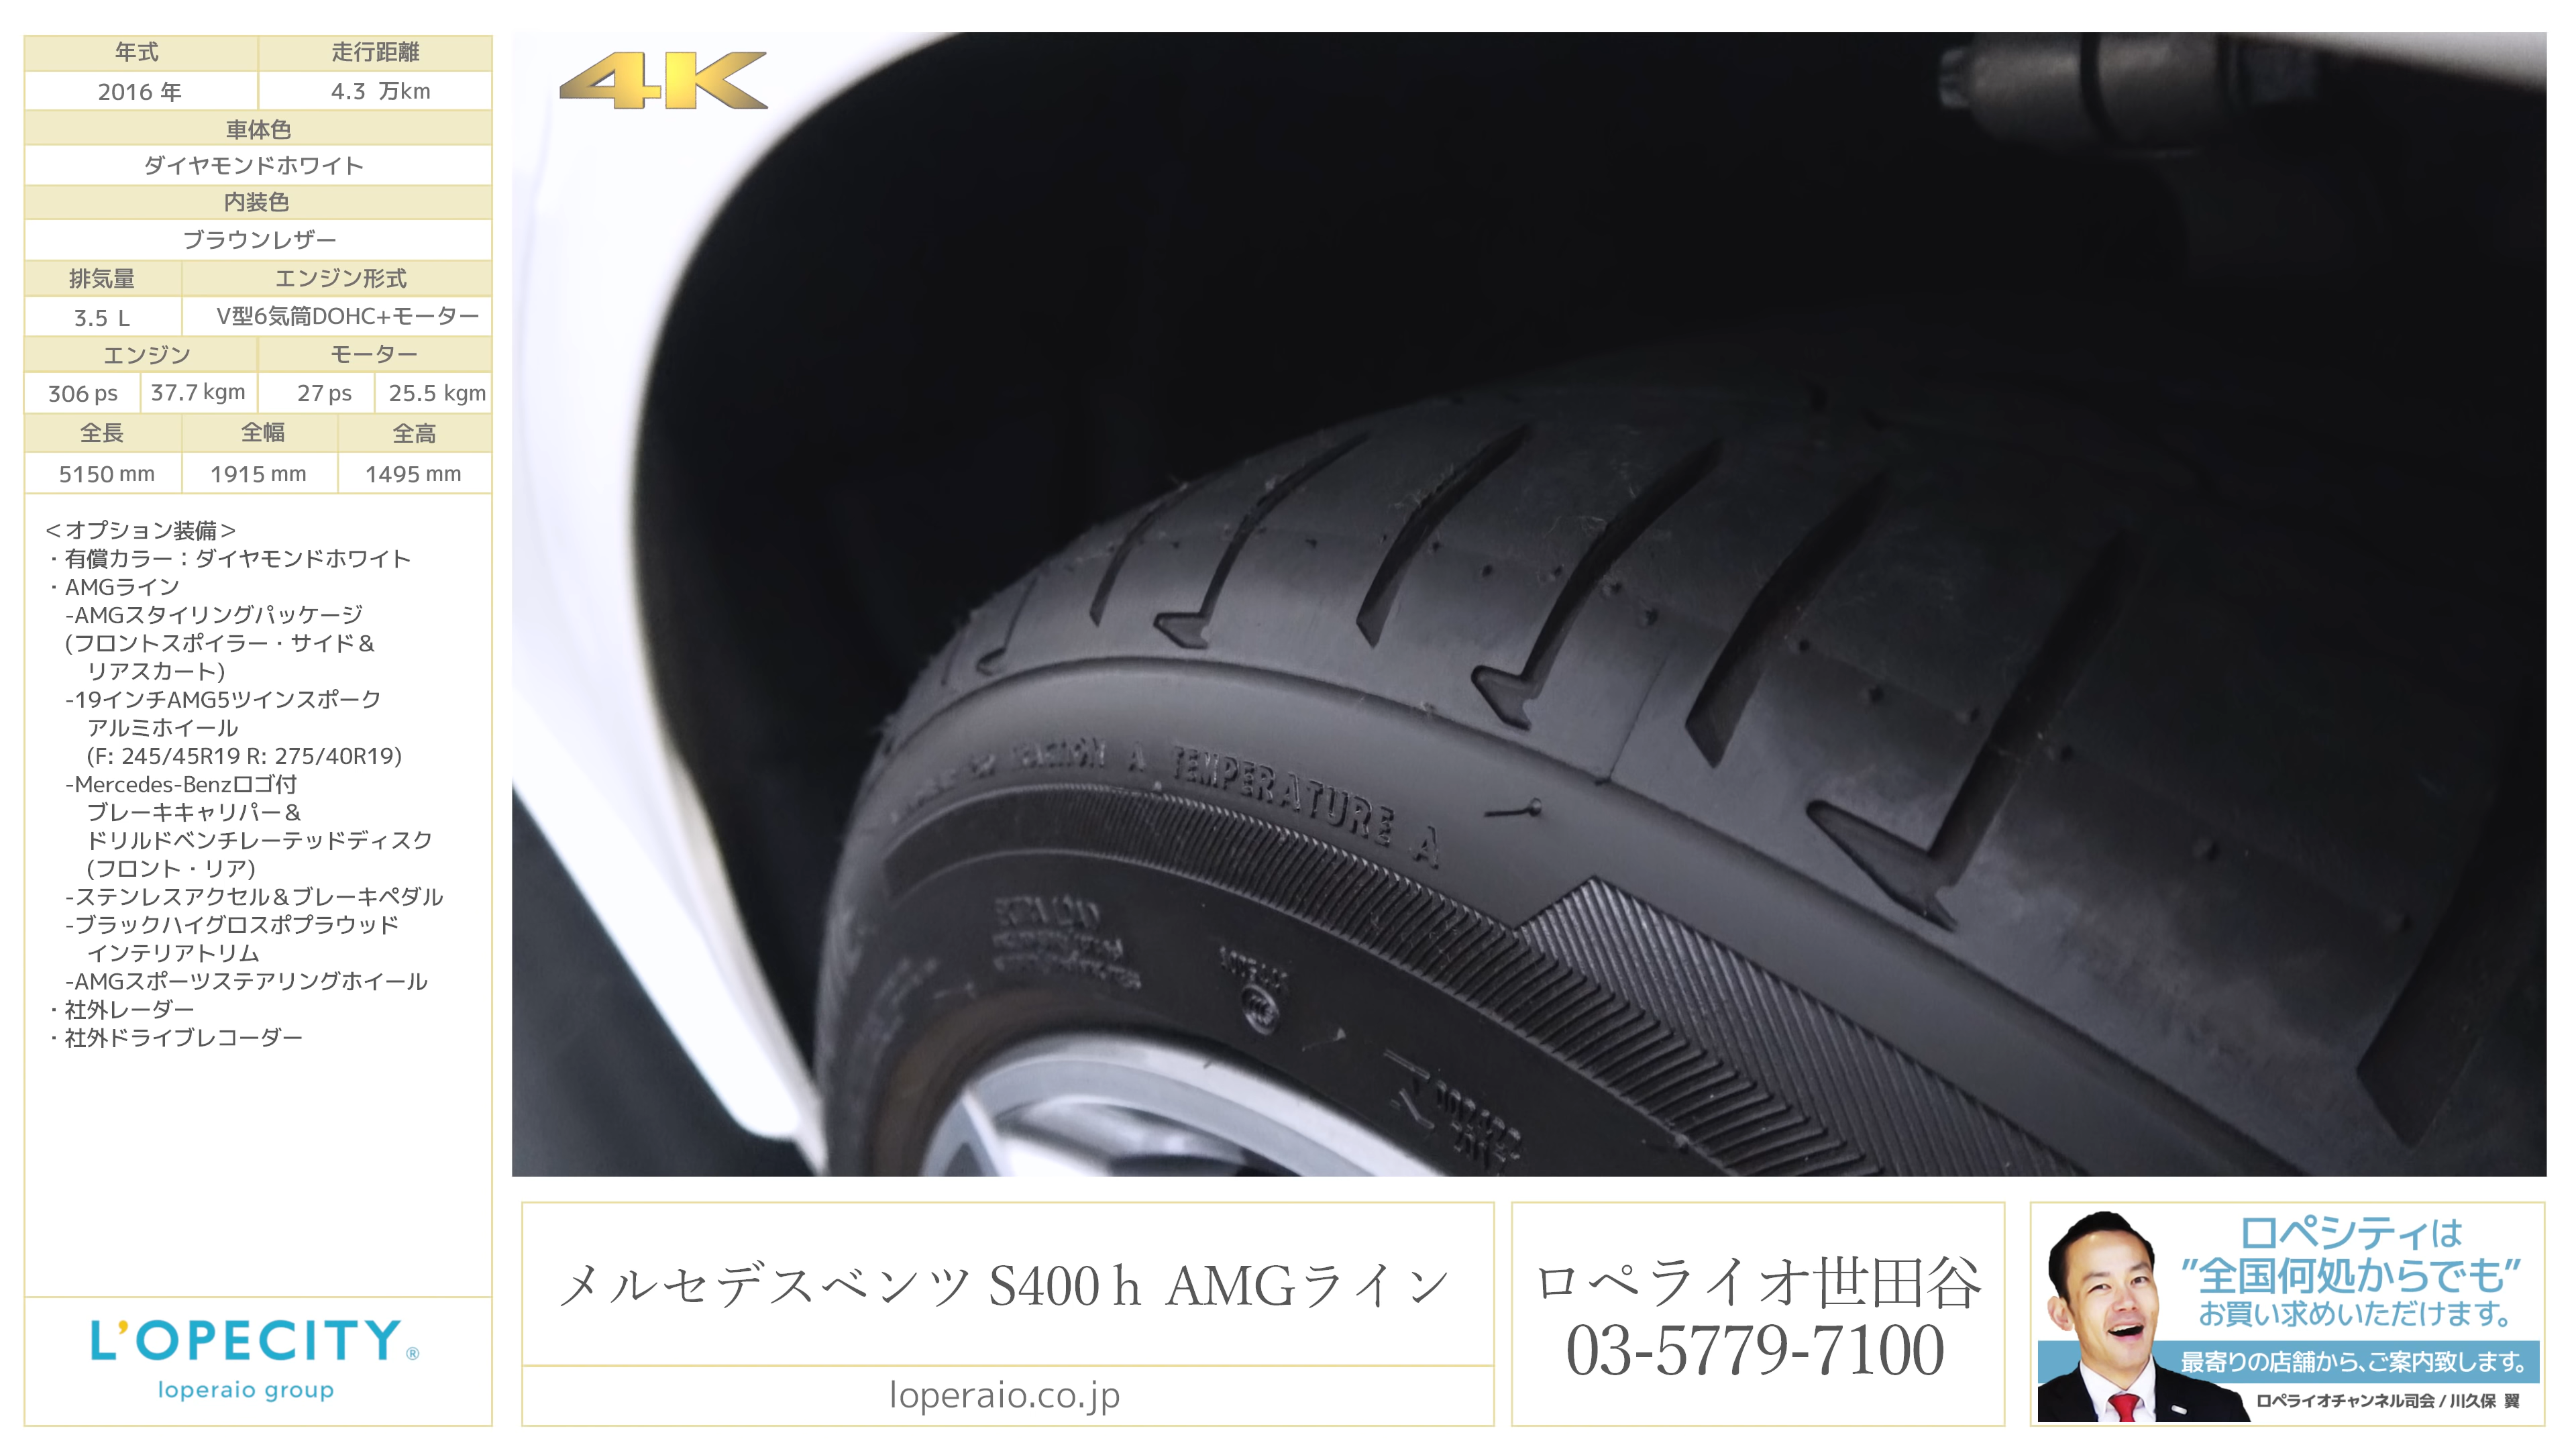 年式 走行距離
2016 年 4.3 万km
車体色
ダイヤモンドホワイト
内装色
ブラウンレザー
排気量 エンジン形式
3.5 L V型6気筒DOHC+モーター
エンジン モーター
306 ps 37.7 kgm 27 ps 25.5 kgm
全長 全幅 全高
5150 mm 1915 mm 1495 mm
＜オプション装備＞
・有償カラー：ダイヤモンドホワイト
・AMGライン
-AMGスタイリングパッケージ
(フロントスポイラー・サイド＆
リアスカート)
-19インチAMG5ツインスポーク
アルミホイール
(F: 245/45R19 R: 275/40R19)
-Mercedes-Benzロゴ付
ブレーキキャリパー＆
ドリルドベンチレーテッドディスク
(フロント・リア)
-ステンレスアクセル＆ブレーキペダル
-ブラックハイグロスポプラウッド
インテリアトリム
-AMGスポーツステアリングホイール
・社外レーダー
・社外ドライブレコーダー
L'OPECITY®
loperaio group
4K
A TEMPERATURE A
メルセデスベンツ S400 h AMGライン
loperaio.co.jp
ロペライオ世田谷
03-5779-7100
ロペシティは
"全国何処からでも"
お買い求めいただけます。
最寄りの店舗から、ご案内致します。
ロペライオチャンネル司会 / 川久保 翼